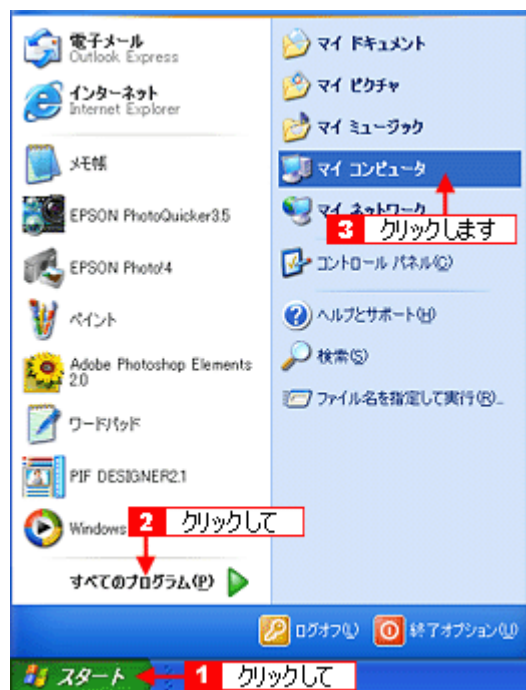 電子メール
Outlook Express
インターネット
Internet Explorer
メモ帳
EPSON PhotoQuicker3.5
EPSON Photo!4
ペイント
Adobe Photoshop Elements
2.0
ワードパッド
PIF DESIGNER2.1
Windows
2 クリックして
すべてのプログラム(P)
マイ ドキュメント
マイ ピクチャ
マイ ミュージック
マイ コンピュータ
マイ ネットワーク
3 クリックします
コントロール パネル(C)
ヘルプとサポート(H)
検索(S)
ファイル名を指定して実行(R)...
ログオフ(L)
終了オプション(U)
スタート
1 クリックして